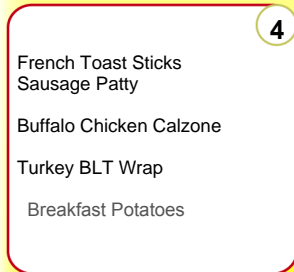 4
French Toast Sticks
Sausage Patty
Buffalo Chicken Calzone
Turkey BLT Wrap
Breakfast Potatoes